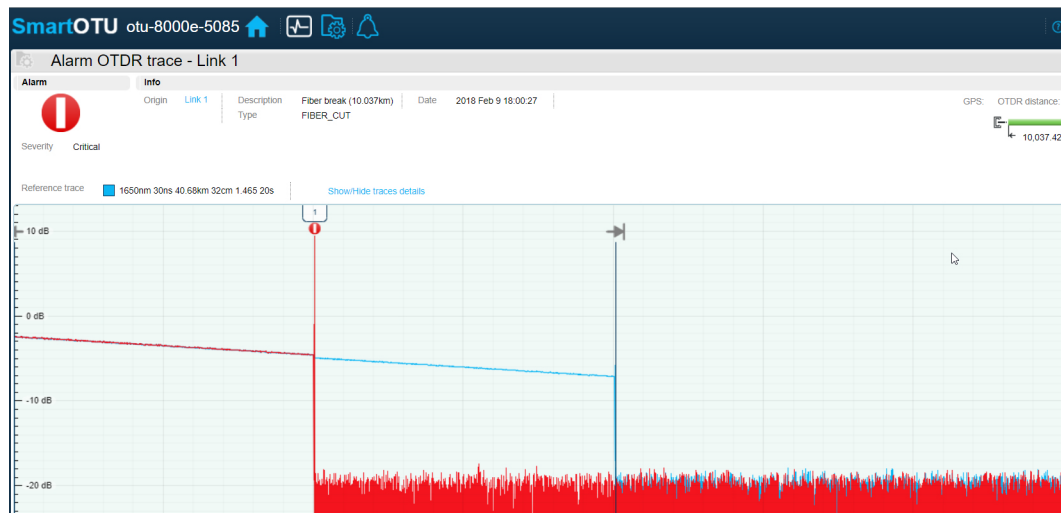 SmartOTU otu-8000e-5085
Alarm OTDR trace - Link 1
Alarm Info
Origin Link 1 Description Fiber break (10.037km) Date 2018 Feb 9 18:00:27 GPS: OTDR distance:
Type FIBER_CUT
10,037.42
Severity Critical
Reference trace 1650nm 30ns 40.68km 32cm 1.465 20s Show/Hide traces details
1
10 dB
0 dB
-10 dB
-20 dB